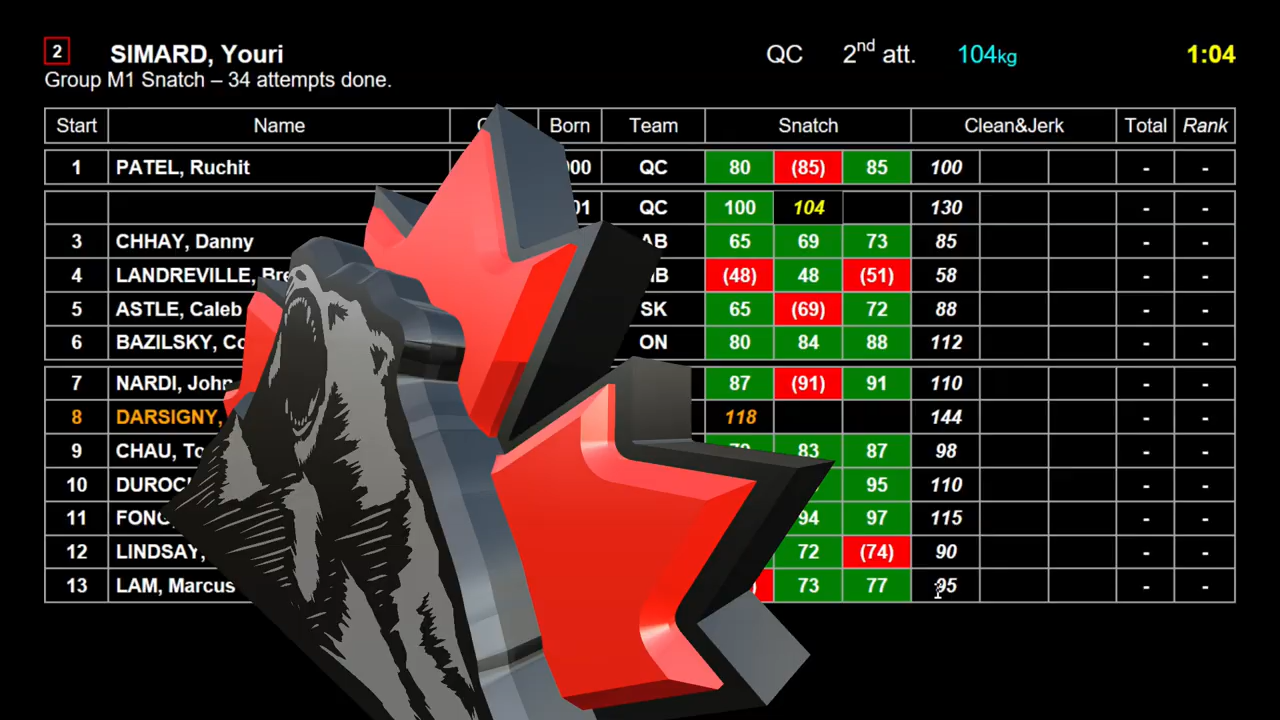 2 SIMARD, Youri QC 2nd att. 104kg 1:04
Group M1 Snatch – 34 attempts done.
Start Name Born Team Snatch Clean&Jerk Total Rank
1 PATEL, Ruchit QC 80 (85) 85 100 - -
QC 100 104 130 - -
3 CHHAY, Danny AB 65 69 73 85 - -
4 LANDREVILLE, (48) 48 (51) 58 - -
5 ASTLE, Caleb SK 65 (69) 72 88 - -
6 BAZILSKY, ON 80 84 88 112 - -
7 NARDI, John 87 (91) 91 110 - -
8 DARSIGNY, 118 144 - -
9 CHAU, 83 87 98 - -
10 95 110 - -
11 94 97 115 - -
12 LINDSAY, 72 (74) 90 - -
13 LAM, Marcus 73 77 95 - -